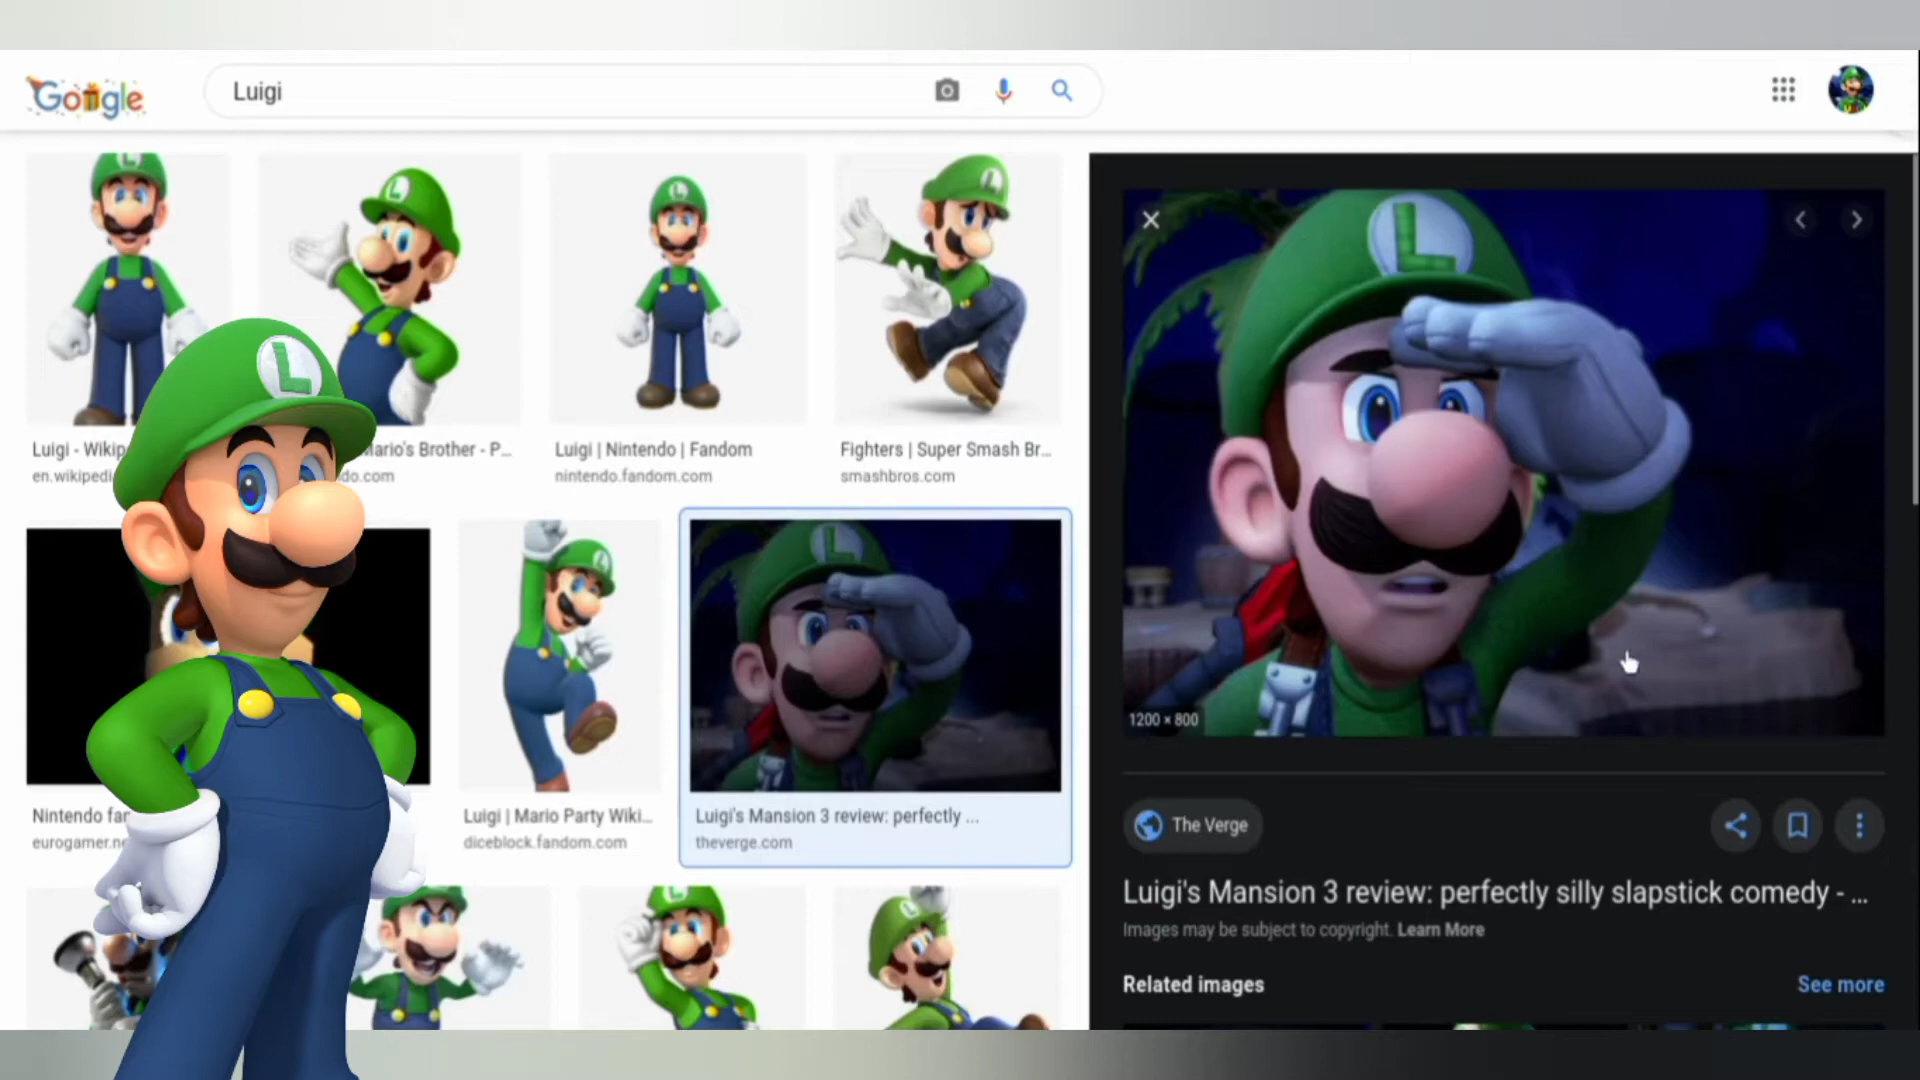 Google
Luigi
L
L
L
L
L
Luigi - Wikip
Mario's Brother - P...
Luigi | Nintendo | Fandom
Fighters | Super Smash Br...
en.wikipedi
do.com
nintendo.fandom.com
smashbros.com
L
L
L
Nintendo fan
Luigi | Mario Party Wiki...
Luigi's Mansion 3 review: perfectly ...
eurogamer.ne
diceblock.fandom.com
theverge.com
1200 × 800
The Verge
Luigi's Mansion 3 review: perfectly silly slapstick comedy - ...
Images may be subject to copyright. Learn More
Related images
See more